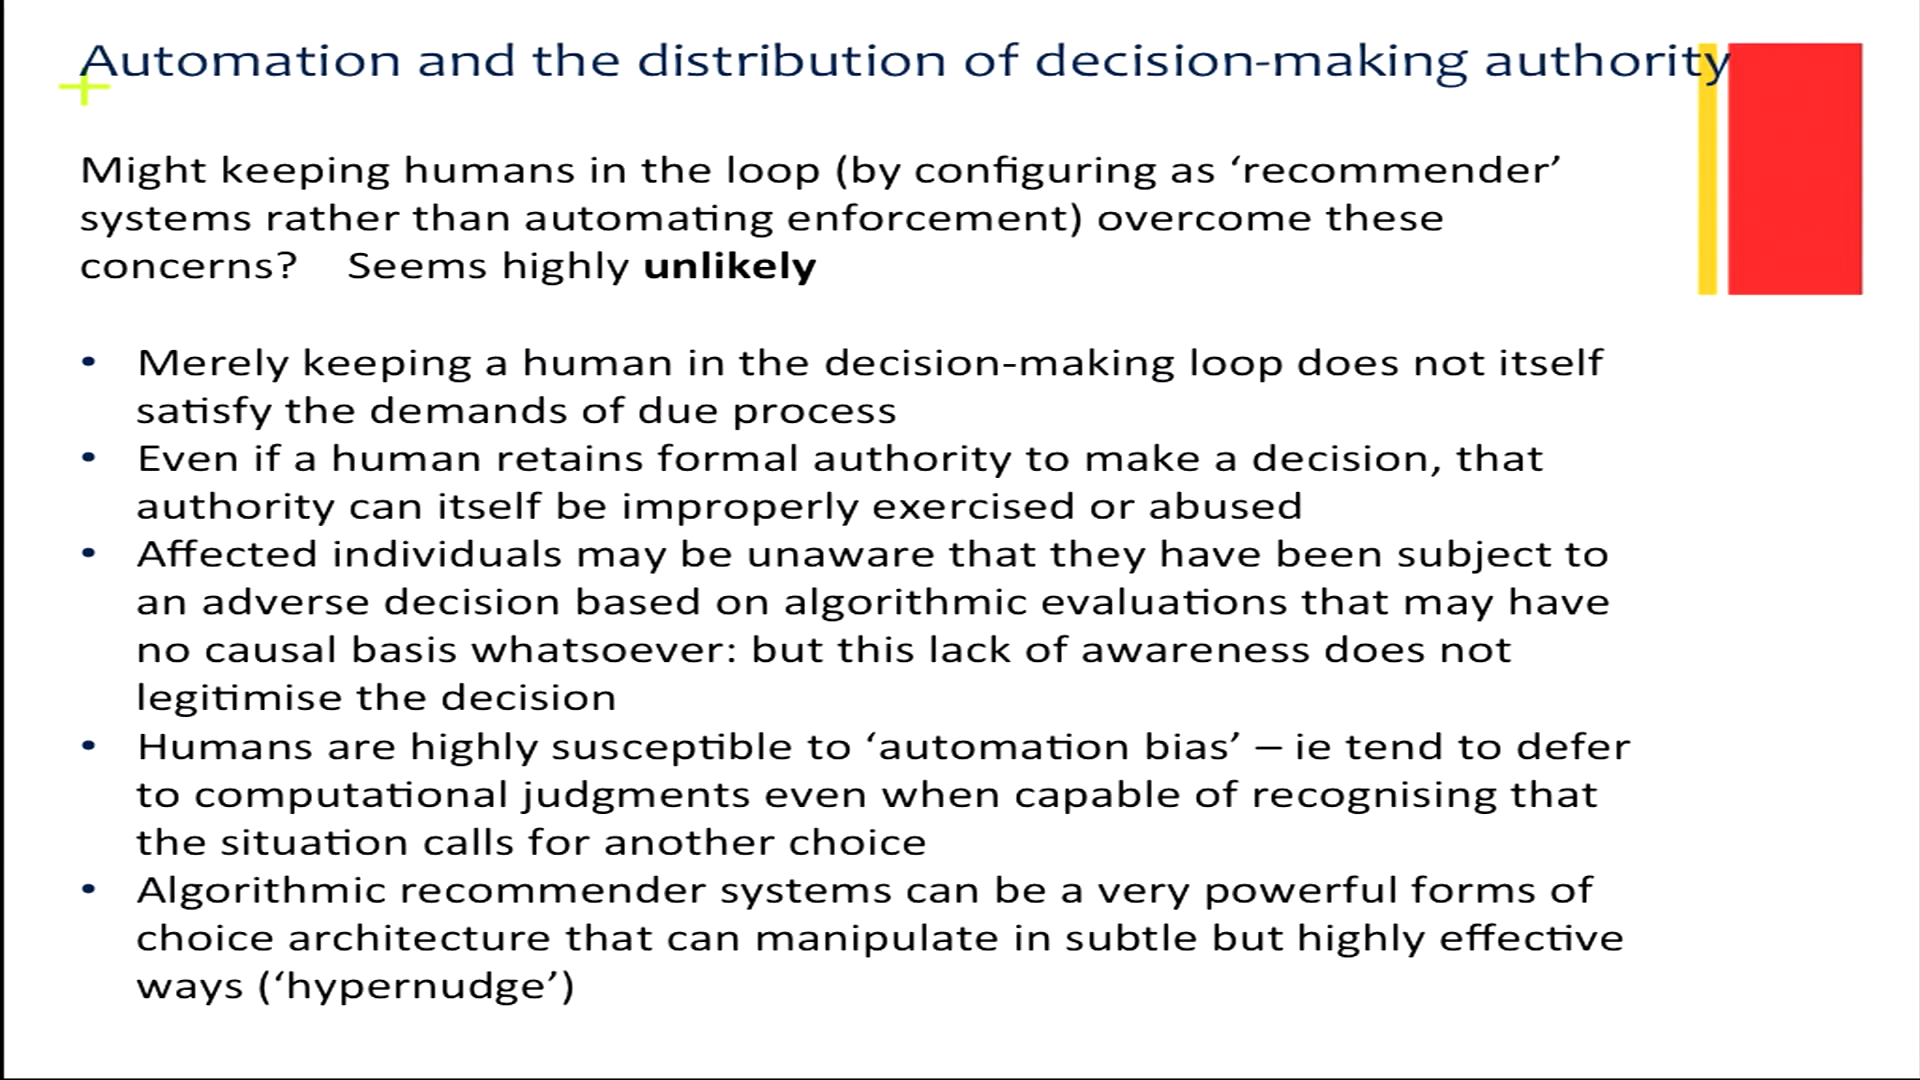 Automation and the distribution of decision-making authority
Might keeping humans in the loop (by configuring as ‘recommender’
systems rather than automating enforcement) overcome these
concerns? Seems highly unlikely
• Merely keeping a human in the decision-making loop does not itself
satisfy the demands of due process
• Even if a human retains formal authority to make a decision, that
authority can itself be improperly exercised or abused
• Affected individuals may be unaware that they have been subject to
an adverse decision based on algorithmic evaluations that may have
no causal basis whatsoever: but this lack of awareness does not
legitimise the decision
• Humans are highly susceptible to ‘automation bias’ – ie tend to defer
to computational judgments even when capable of recognising that
the situation calls for another choice
• Algorithmic recommender systems can be a very powerful forms of
choice architecture that can manipulate in subtle but highly effective
ways (‘hypernudge’)